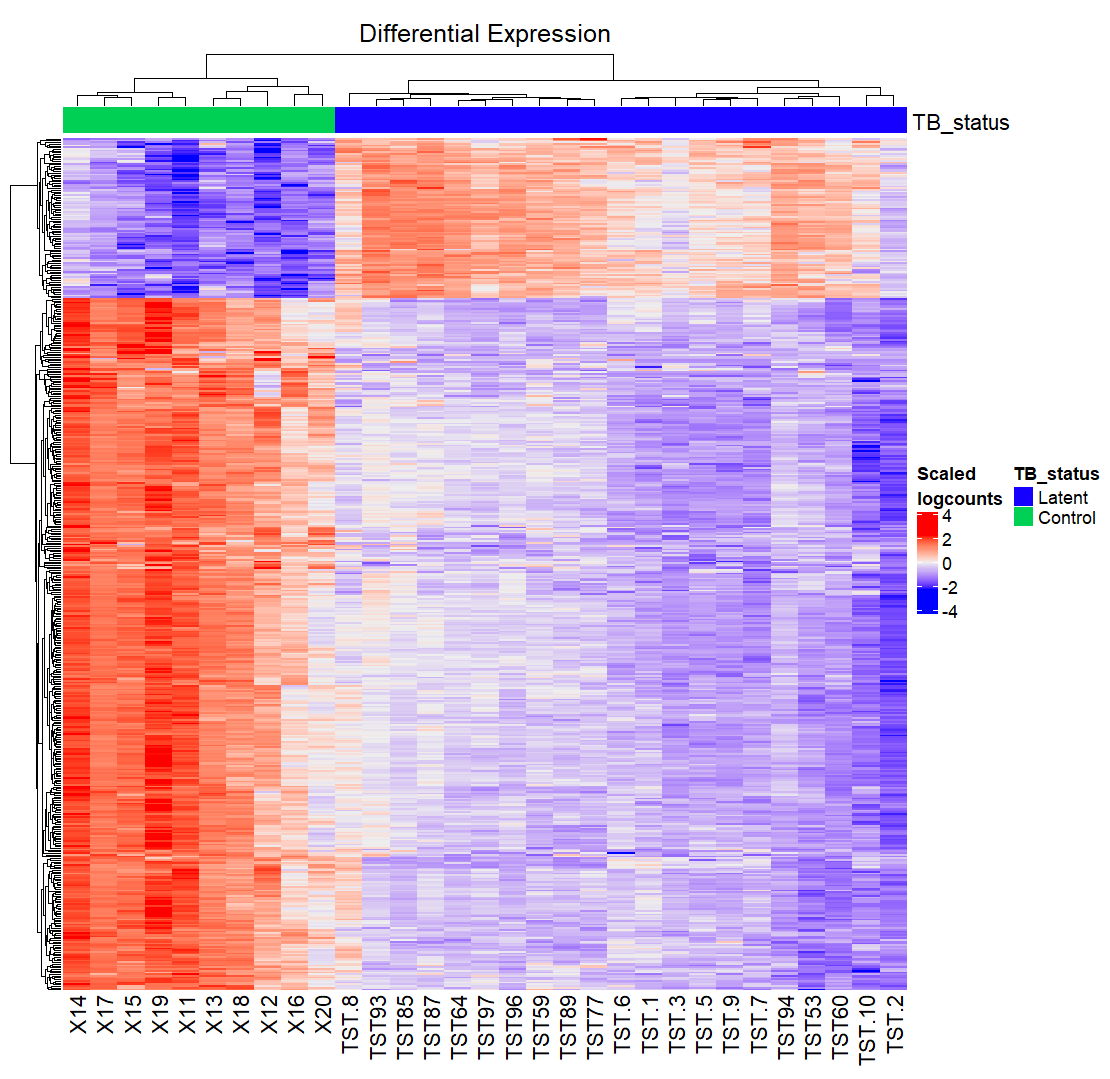 Differential Expression
TB_status
Scaled
logcounts
4
2
0
-2
-4
TB_status
Latent
Control
X14
X17
X15
X19
X11
X13
X18
X12
X16
X20
TST.8
TST93
TST85
TST87
TST64
TST97
TST96
TST59
TST89
TST77
TST.6
TST.1
TST.3
TST.5
TST.9
TST.7
TST94
TST53
TST60
TST.10
TST.2